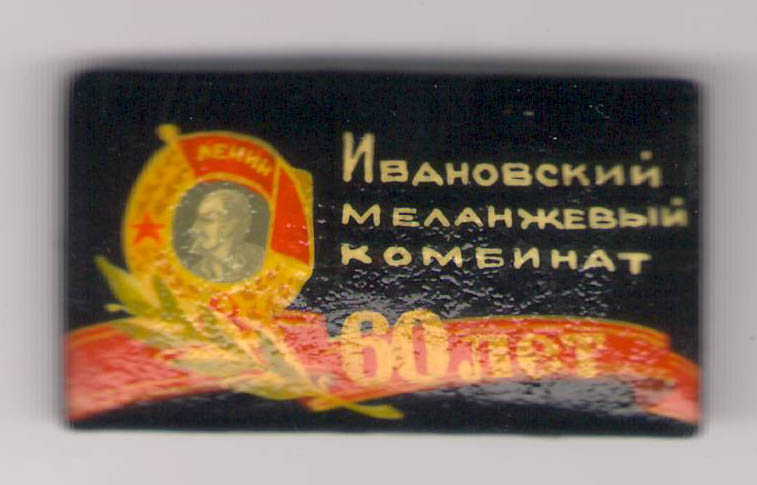 ЛЕНИН
Ивановский
меланжевый
комбинат
60 лет